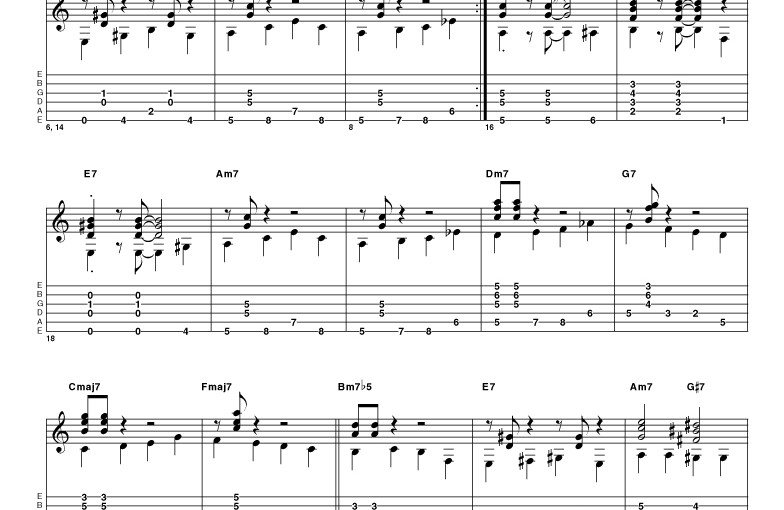 E
B 3 3
G 1 1 5 5 5 5 4 4
D 0 0 5 5 5 5 3 3
A 2 7 6 2 2
E 0 4 4 5 8 8 5 7 8 5 5 6 1
6, 14 8 16
E7 Am7 Dm7 G7
E 5 5 3
B 0 0 6 6 6
G 1 1 5 5 5 5 4
D 0 0 5 5 6 5 3 2
A 7 6 5 7 8 5
E 0 0 4 5 8 8 5 7 8
18
Cmaj7 Fmaj7 Bm7♭5 E7 Am7 G♯7
E 3 3 5
B 5 5 5 3 3 5 4